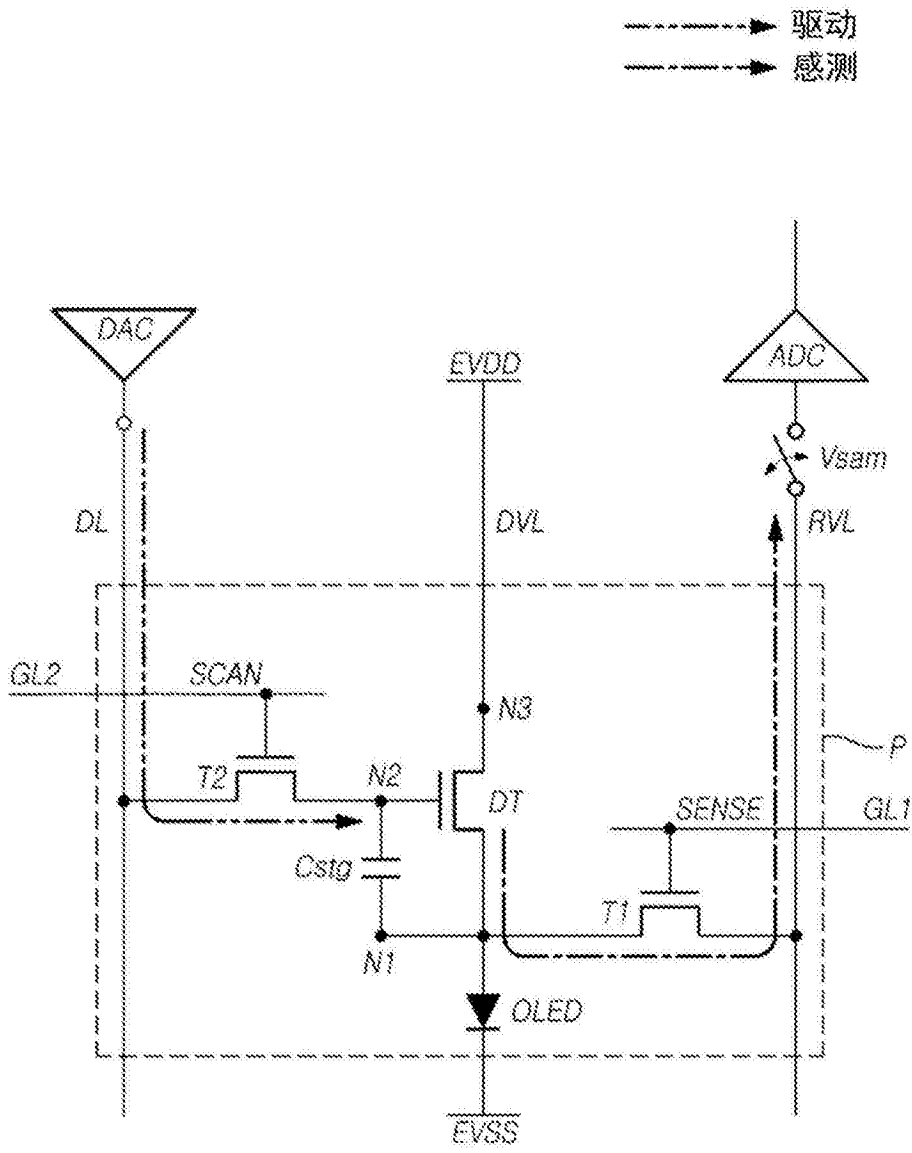 驱动
感测
DAC
EVDD
ADC
Vsam
DL
DVL
RVL
GL2
SCAN
N3
P
T2
N2
DT
SENSE
GL1
Cstg
T1
N1
OLED
EVSS